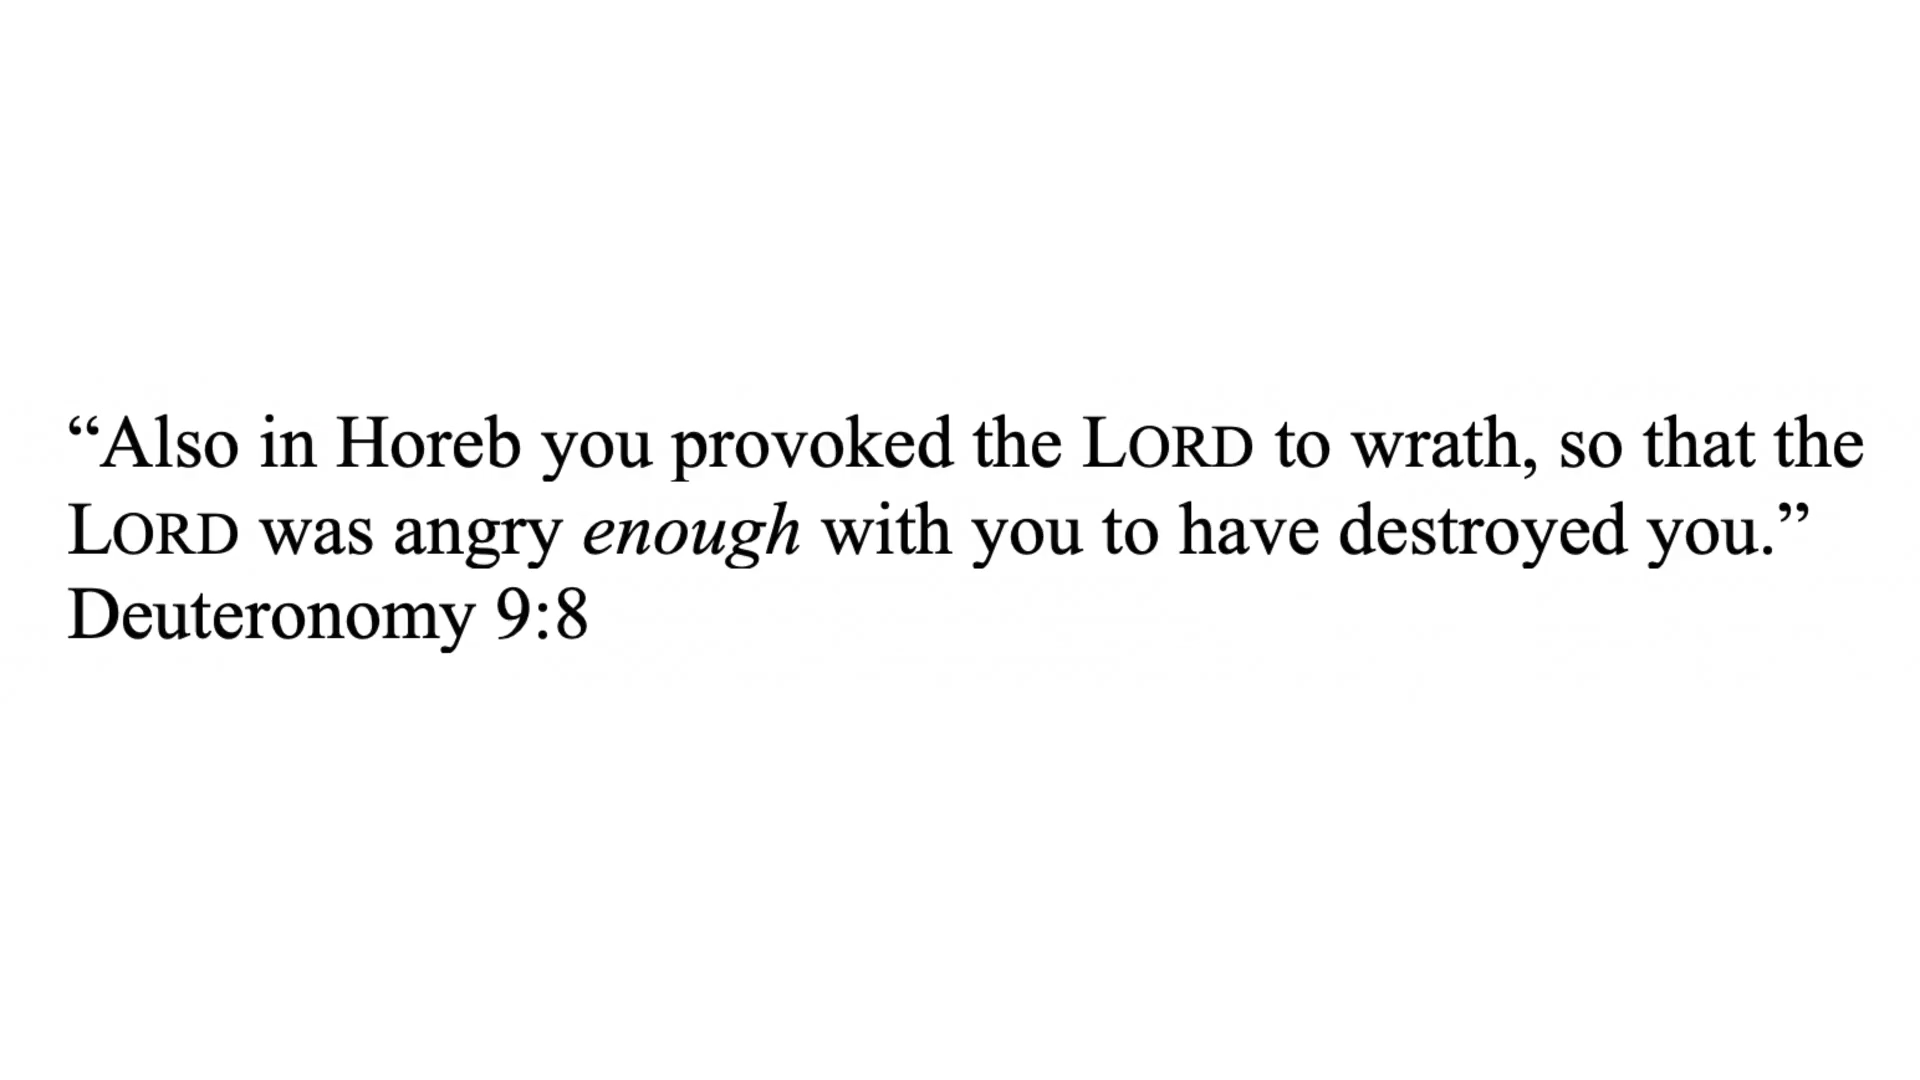 “Also in Horeb you provoked the LORD to wrath, so that the
LORD was angry enough with you to have destroyed you.”
Deuteronomy 9:8